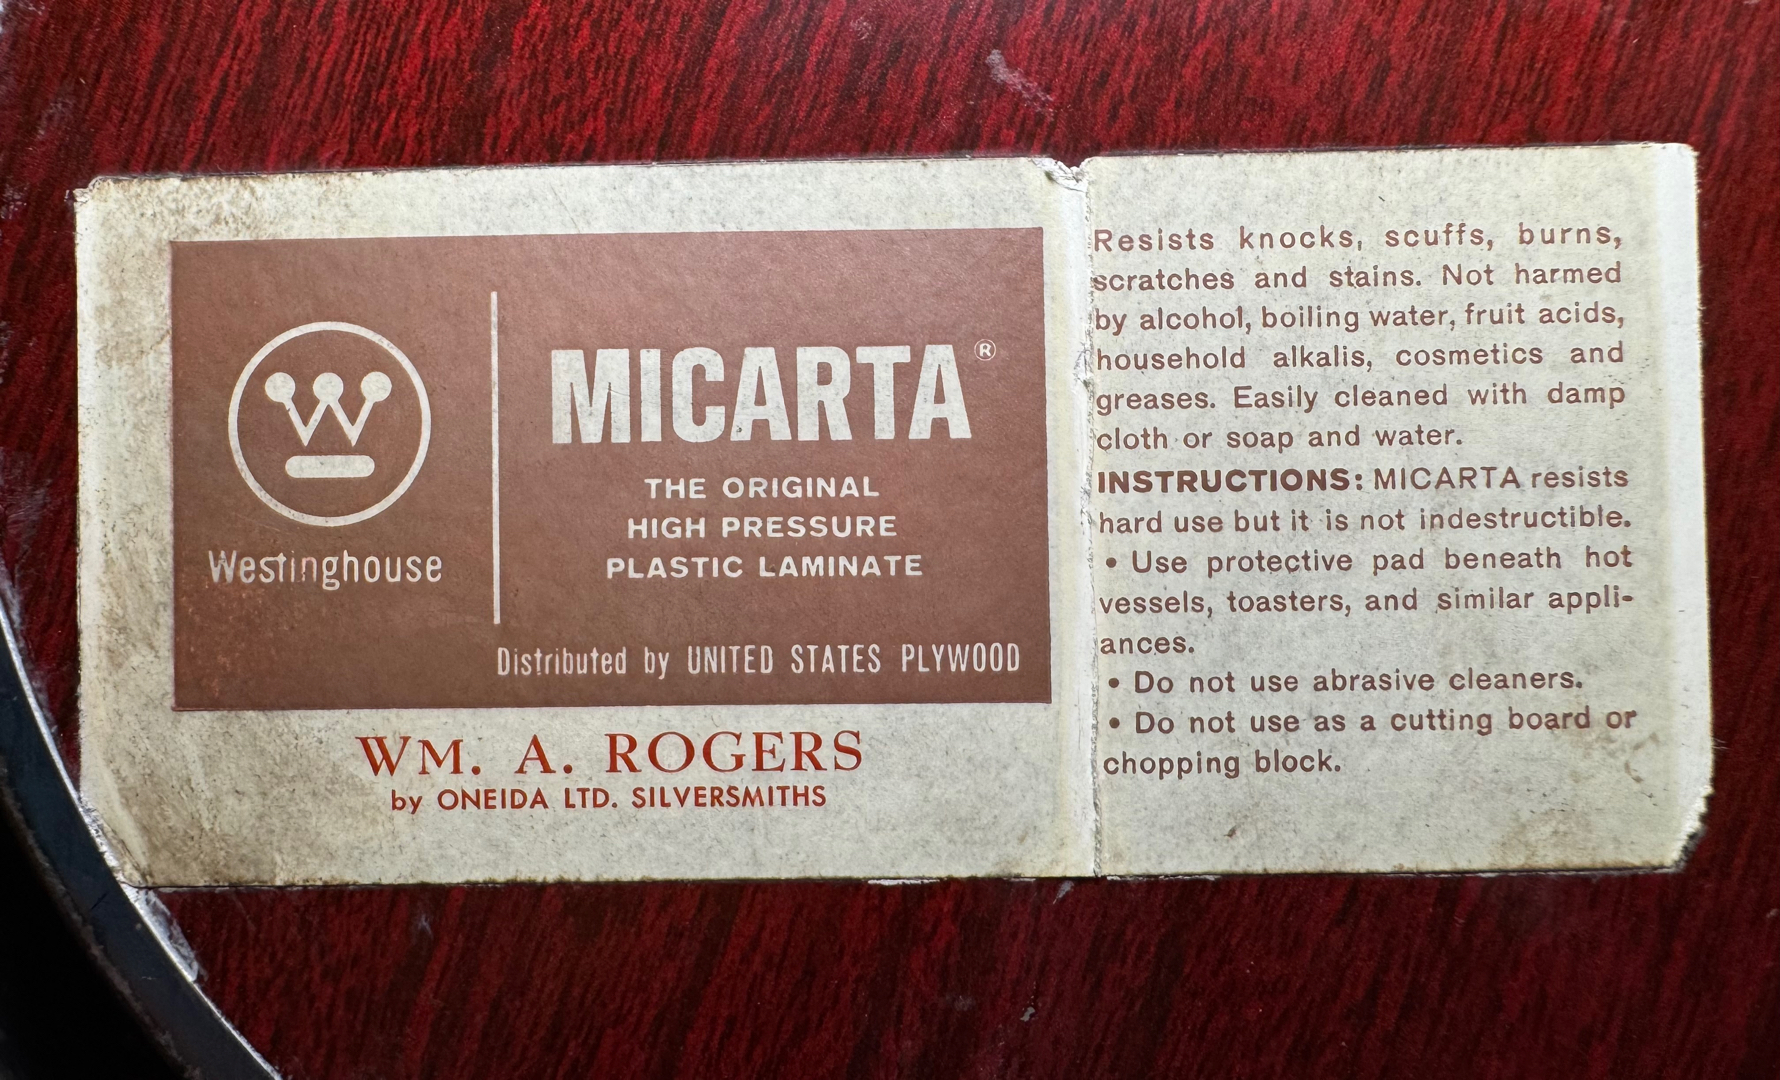 Westinghouse
MICARTA®
THE ORIGINAL
HIGH PRESSURE
PLASTIC LAMINATE
Distributed by UNITED STATES PLYWOOD
WM. A. ROGERS
by ONEIDA LTD. SILVERSMITHS
Resists knocks, scuffs, burns,
scratches and stains. Not harmed
by alcohol, boiling water, fruit acids,
household alkalis, cosmetics and
greases. Easily cleaned with damp
cloth or soap and water.
INSTRUCTIONS: MICARTA resists
hard use but it is not indestructible.
• Use protective pad beneath hot
vessels, toasters, and similar appli-
ances.
• Do not use abrasive cleaners.
• Do not use as a cutting board or
chopping block.